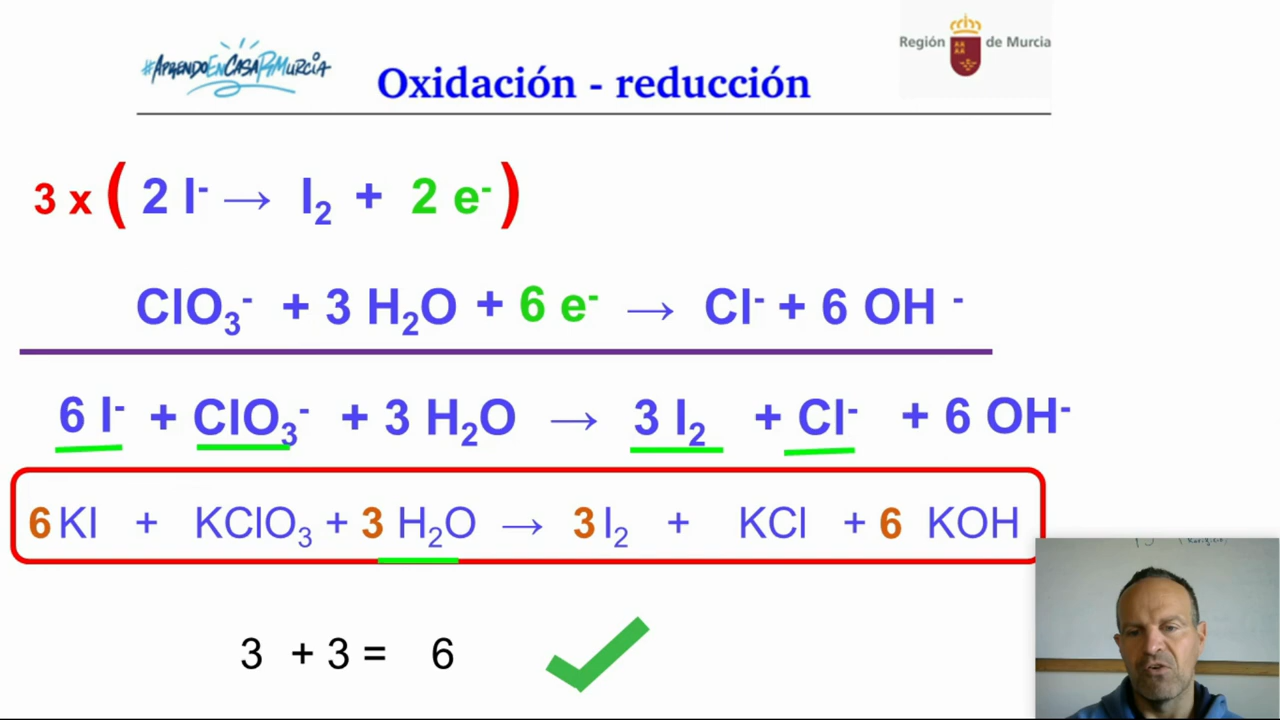 #AprendoEnCasaRMurcia
Región de Murcia
Oxidación - reducción
3 x ( 2 I⁻ → I₂ + 2 e⁻ )
ClO₃⁻ + 3 H₂O + 6 e⁻ → Cl⁻ + 6 OH ⁻
6 I⁻ + ClO₃⁻ + 3 H₂O → 3 I₂ + Cl⁻ + 6 OH⁻
6 KI + KClO₃ + 3 H₂O → 3 I₂ + KCl + 6 KOH
3 + 3 = 6